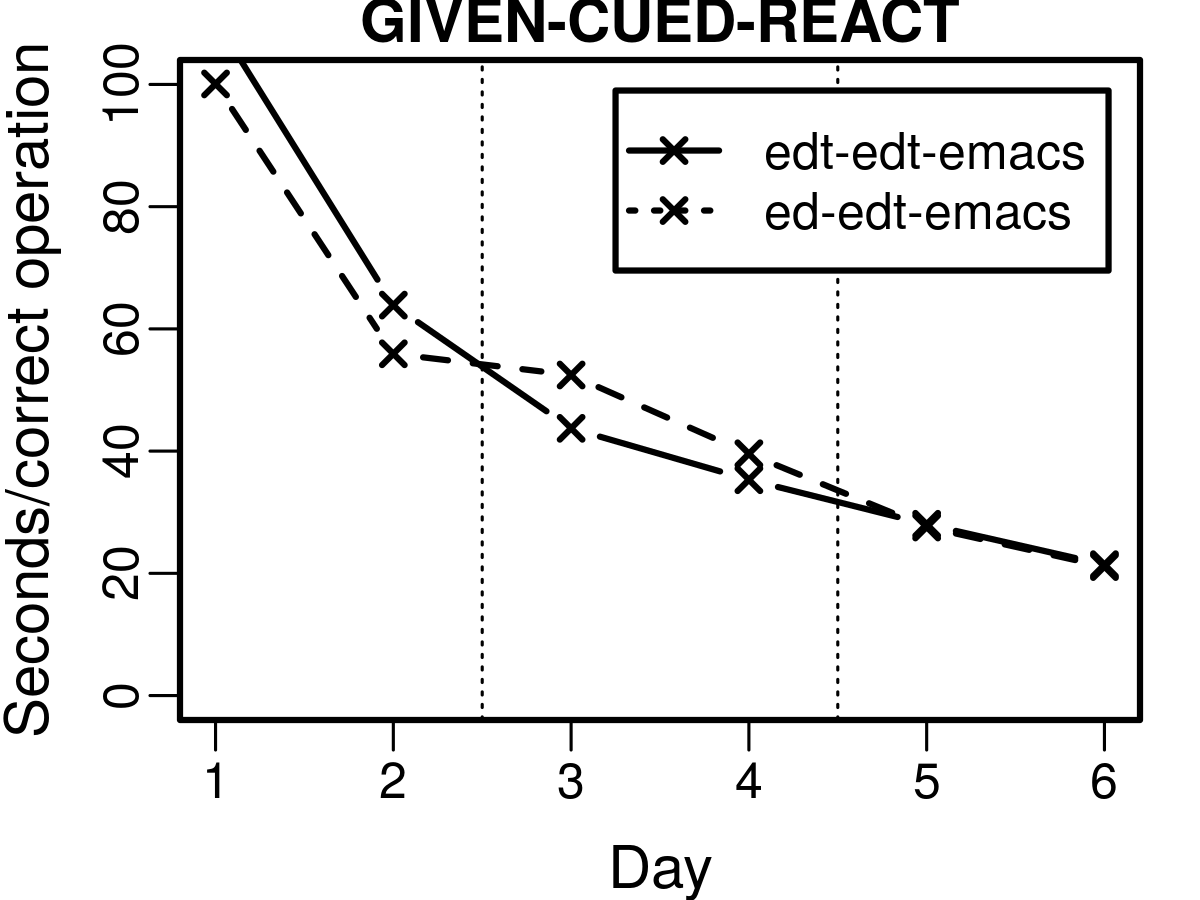 GIVEN-CUED-REACT
Seconds/correct operation
100
80
60
40
20
0
edt-edt-emacs
ed-edt-emacs
1 2 3 4 5 6
Day